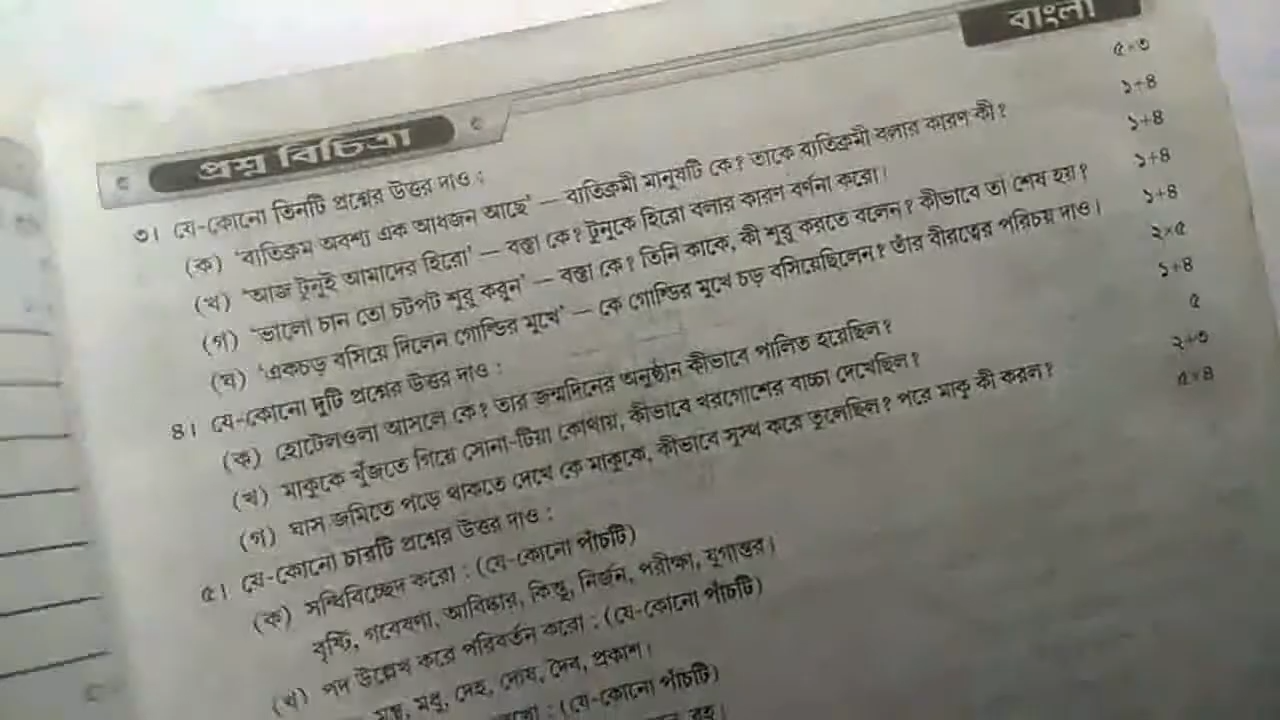 বাংলা
প্রশ্ন বিচিত্রা
৩। যে-কোনো তিনটি প্রশ্নের উত্তর দাও : ৫×৩
(ক) 'ব্যতিক্রম অবশ্য এক আধজন আছে' — ব্যতিক্রমী মানুষটি কে? তাকে ব্যতিক্রমী বলার কারণ কী? ১+৪
(খ) 'আজ টুনুই আমাদের হিরো' — বক্তা কে? টুনুকে হিরো বলার কারণ বর্ণনা করো। ১+৪
(গ) 'ভালো চান তো চটপট শুরু করুন' — বক্তা কে? তিনি কাকে, কী শুরু করতে বলেন? কীভাবে তা শেষ হয়? ১+৪
(ঘ) 'একচড় বসিয়ে দিলেন গোল্ডির মুখে' — কে গোল্ডির মুখে চড় বসিয়েছিলেন? তাঁর বীরত্বের পরিচয় দাও। ১+৪
৪। যে-কোনো দুটি প্রশ্নের উত্তর দাও : ২×৫
(ক) হোটেলওলা আসলে কে? তার জন্মদিনের অনুষ্ঠান কীভাবে পালিত হয়েছিল? ১+৪
(খ) মাকুকে খুঁজতে গিয়ে সোনা-টিয়া কোথায়, কীভাবে খরগোশের বাচ্চা দেখেছিল? ৫
(গ) ঘাস জমিতে পড়ে থাকতে দেখে কে মাকুকে, কীভাবে সুস্থ করে তুলেছিল? পরে মাকু কী করল? ২+৩
৫। যে-কোনো চারটি প্রশ্নের উত্তর দাও : ৫×৪
(ক) সন্ধিবিচ্ছেদ করো : (যে-কোনো পাঁচটি)
বৃষ্টি, গবেষণা, আবিষ্কার, কিন্তু, নির্জন, পরীক্ষা, যুগান্তর।
(খ) পদ উল্লেখ করে পরিবর্তন করো : (যে-কোনো পাঁচটি)
মধু, দেহ, দোষ, দৈব, প্রকাশ।
(যে-কোনো পাঁচটি)